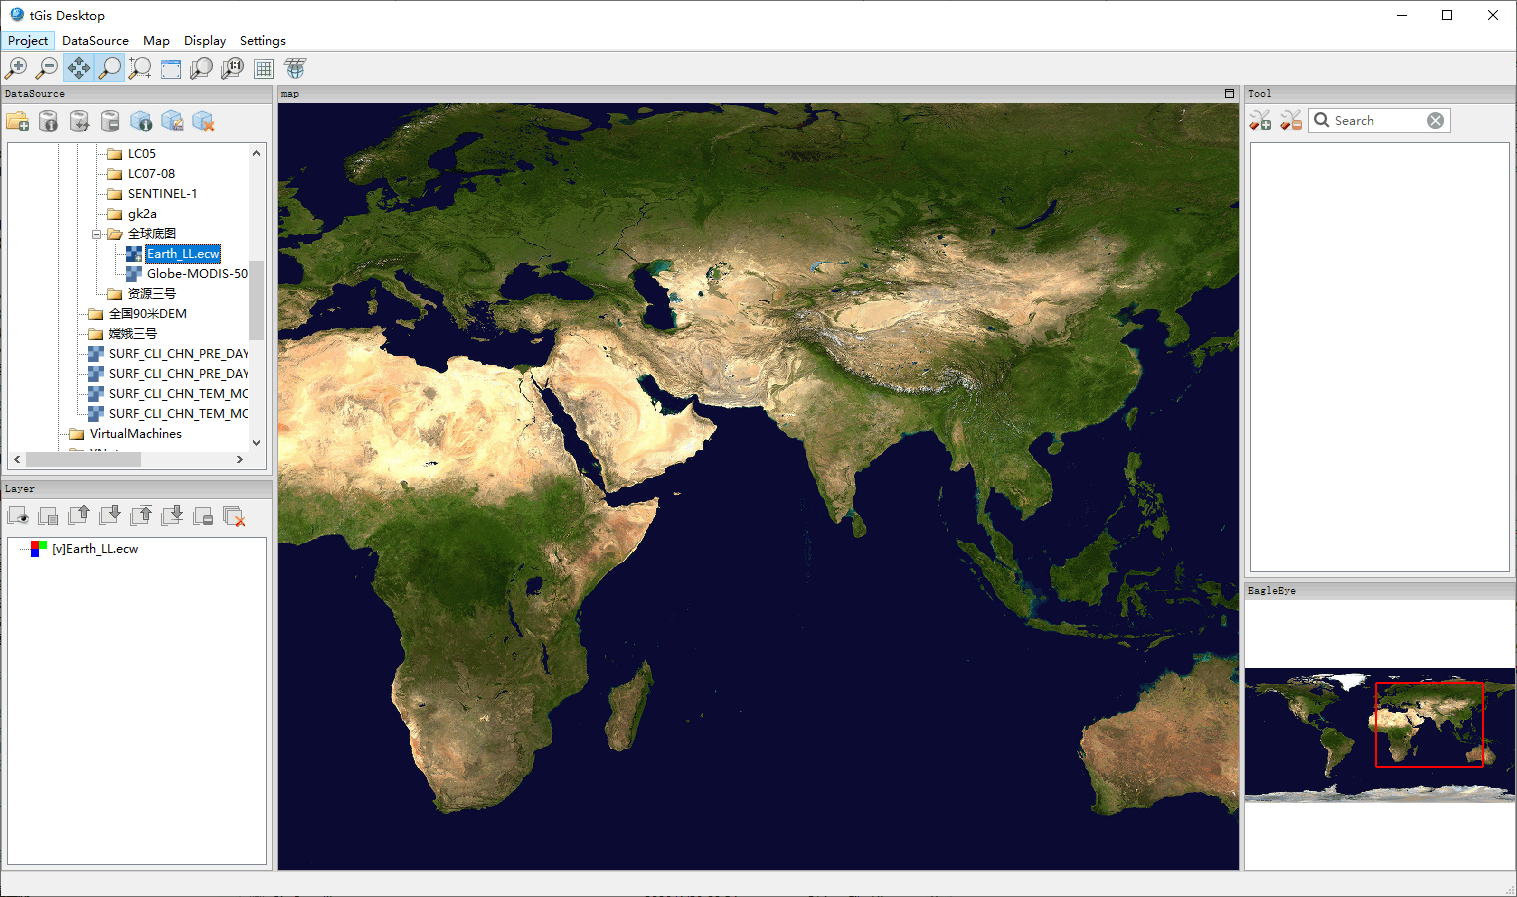 tGis Desktop
Project DataSource Map Display Settings
1:1
DataSource
LC05
LC07-08
SENTINEL-1
gk2a
全球底图
Earth_LL.ecw
Globe-MODIS-50
资源三号
全国90米DEM
嫦娥三号
SURF_CLI_CHN_PRE_DAY
SURF_CLI_CHN_PRE_DAY
SURF_CLI_CHN_TEM_MC
SURF_CLI_CHN_TEM_MC
VirtualMachines
Layer
[v]Earth_LL.ecw
map
Tool
Search
EagleEye